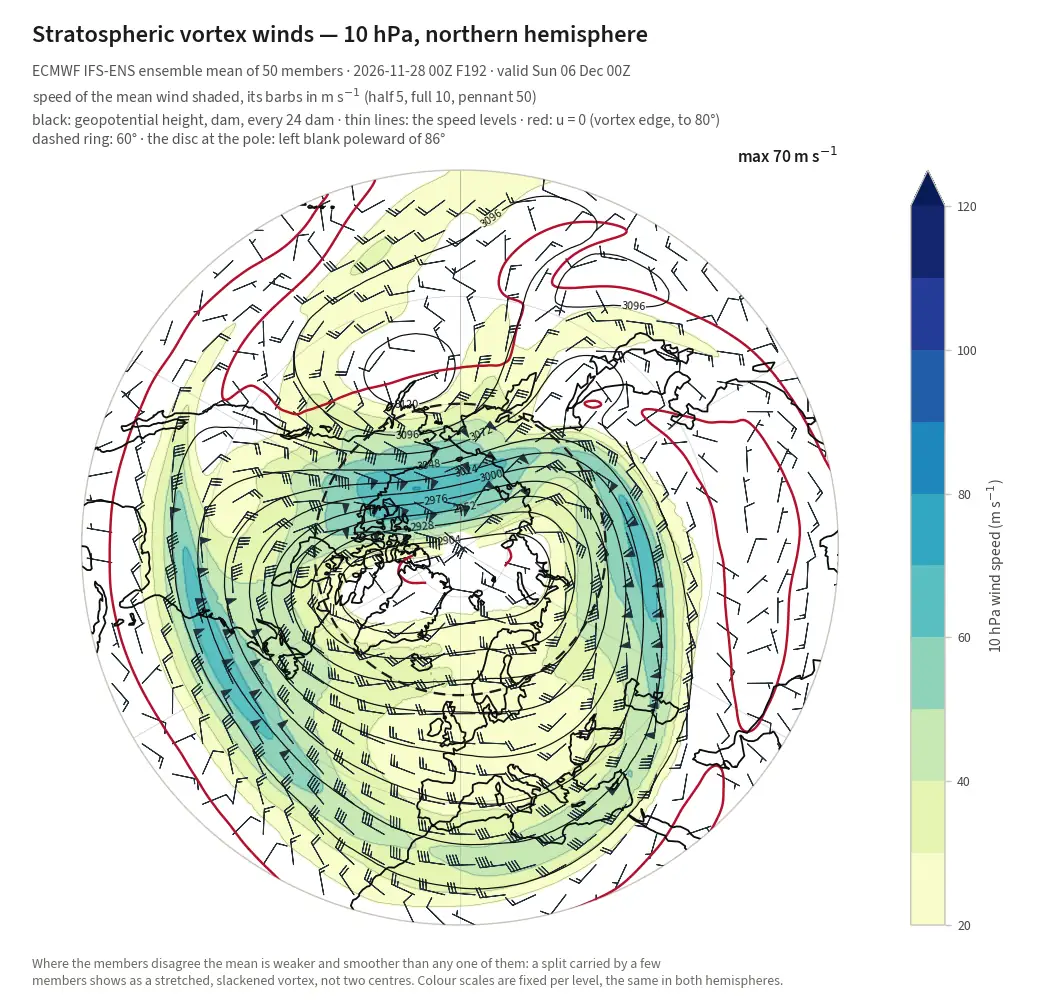 Stratospheric vortex winds — 10 hPa, northern hemisphere
ECMWF IFS-ENS ensemble mean of 50 members · 2026-11-28 00Z F192 · valid Sun 06 Dec 00Z
speed of the mean wind shaded, its barbs in m s⁻¹ (half 5, full 10, pennant 50)
black: geopotential height, dam, every 24 dam · thin lines: the speed levels · red: u = 0 (vortex edge, to 80°)
dashed ring: 60° · the disc at the pole: left blank poleward of 86°
max 70 m s⁻¹
120
100
80
60
40
20
10 hPa wind speed (m s⁻¹)
3096
3096
3120
3096
3072
3048
3024
3000
2976
2952
2928
2904
Where the members disagree the mean is weaker and smoother than any one of them: a split carried by a few
members shows as a stretched, slackened vortex, not two centres. Colour scales are fixed per level, the same in both hemispheres.